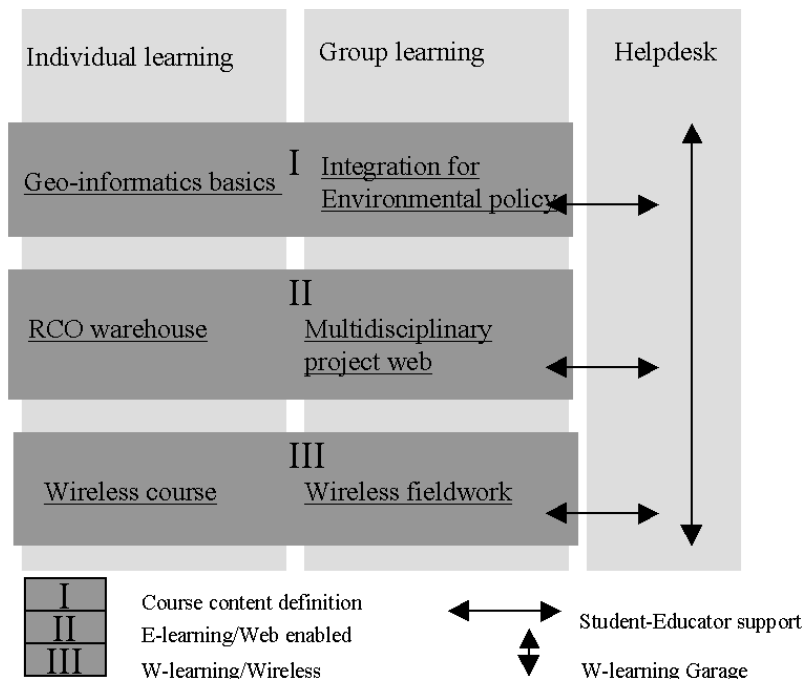 Individual learning
Group learning
Helpdesk
I
Geo-informatics basics
Integration for
Environmental policy
II
RCO warehouse
Multidisciplinary
project web
III
Wireless course
Wireless fieldwork
I
Course content definition
II
E-learning/Web enabled
III
W-learning/Wireless
Student-Educator support
W-learning Garage